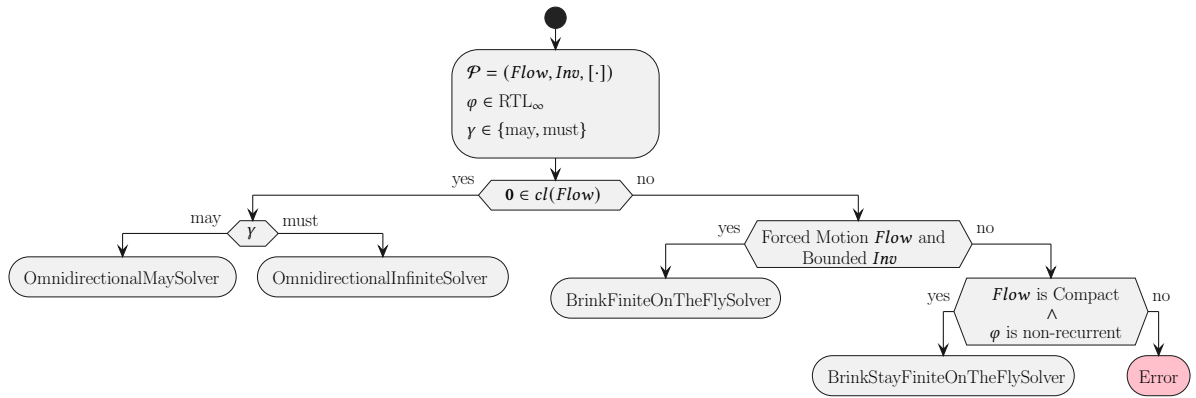 𝒫 = (Flow, Inv, [·])
φ ∈ RTL∞
γ ∈ {may, must}
yes
0 ∈ cl(Flow)
no
may
γ
must
yes
Forced Motion Flow and
Bounded Inv
no
OmnidirectionalMaySolver
OmnidirectionalInfiniteSolver
BrinkFiniteOnTheFlySolver
yes
Flow is Compact
∧
φ is non-recurrent
no
BrinkStayFiniteOnTheFlySolver
Error